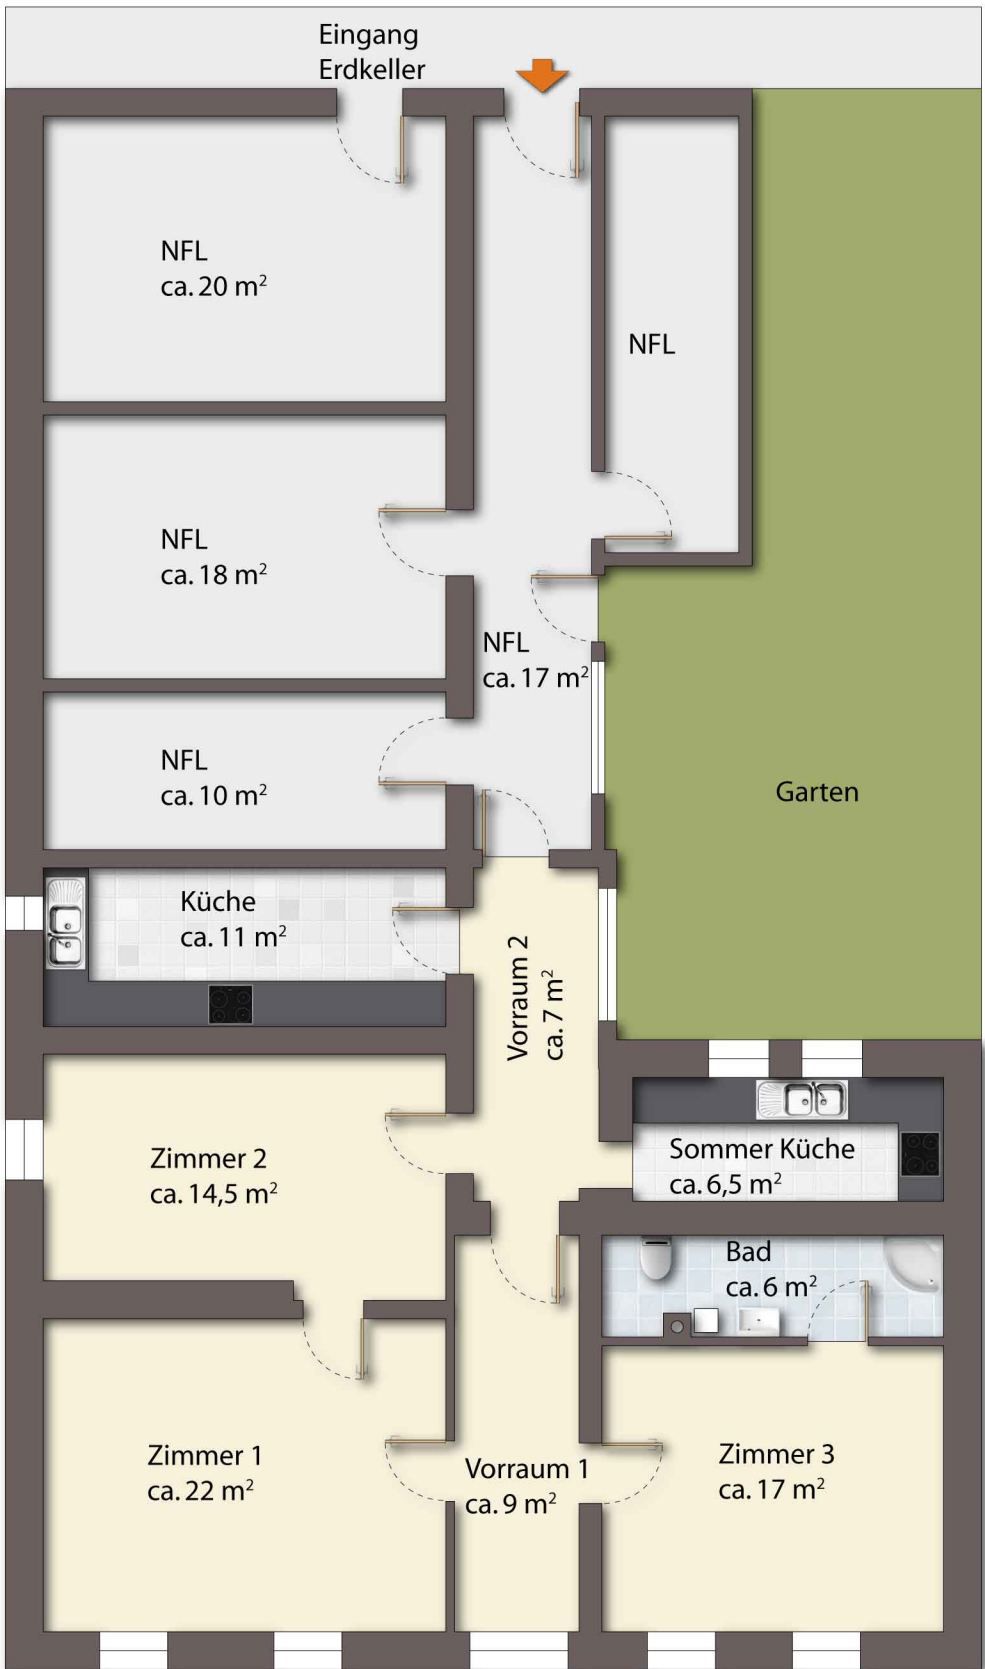 Eingang
Erdkeller
NFL
ca. 20 m²
NFL
NFL
ca. 18 m²
NFL
ca. 17 m²
NFL
ca. 10 m²
Garten
Küche
ca. 11 m²
Vorraum 2
ca. 7 m²
Zimmer 2
ca. 14,5 m²
Sommer Küche
ca. 6,5 m²
Bad
ca. 6 m²
Zimmer 1
ca. 22 m²
Vorraum 1
ca. 9 m²
Zimmer 3
ca. 17 m²